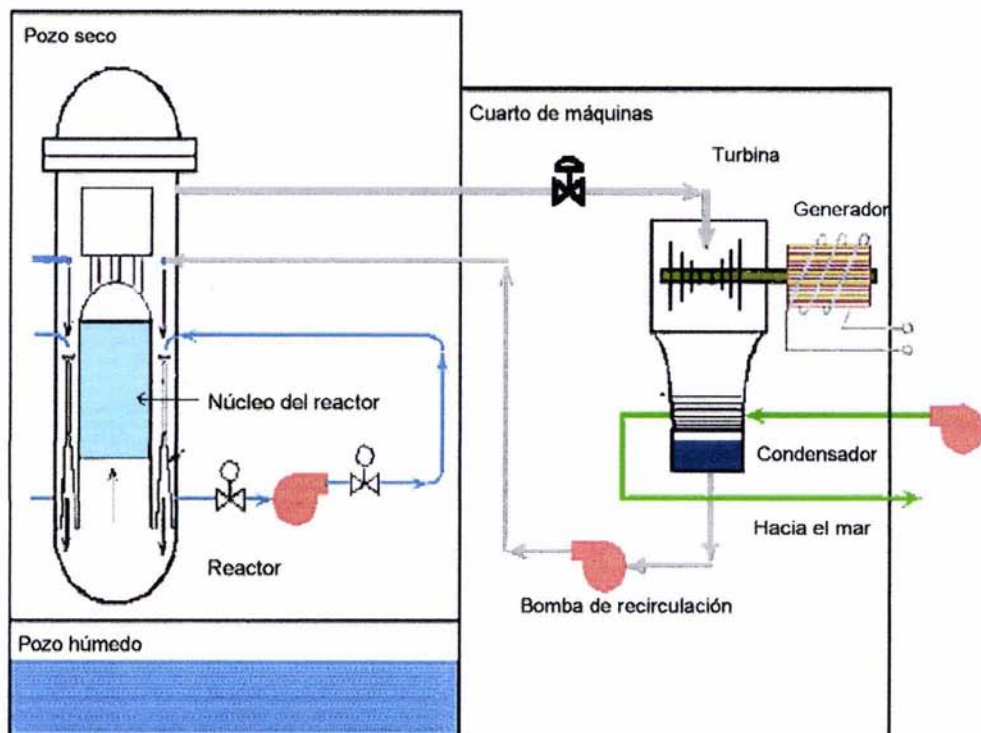 Pozo seco
Cuarto de máquinas
Turbina
Generador
Núcleo del reactor
Condensador
Hacia el mar
Reactor
Bomba de recirculación
Pozo húmedo